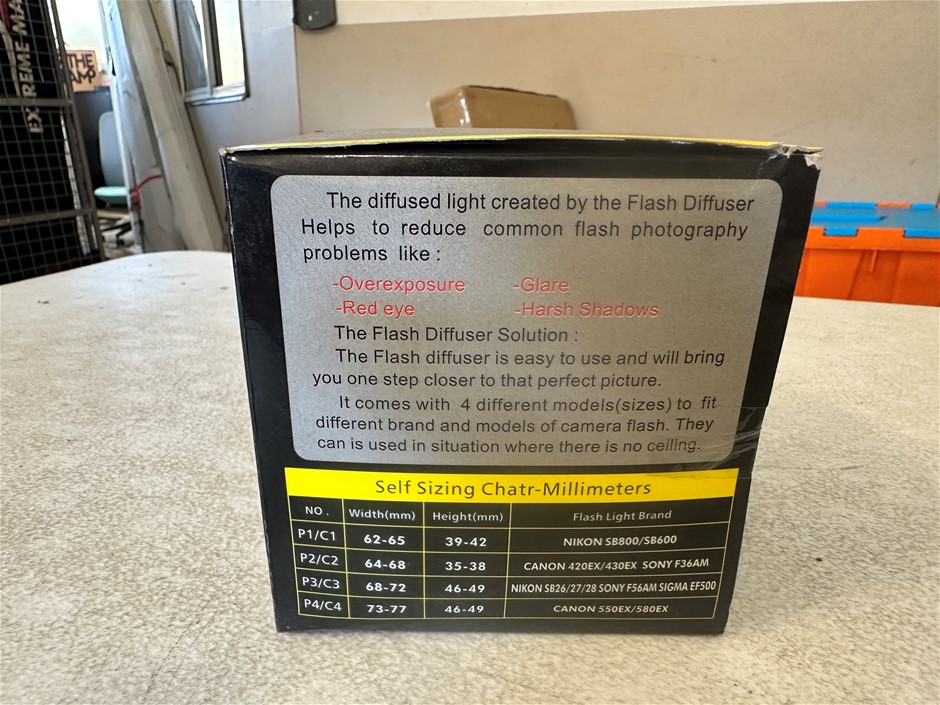 EXTREME MA
THE
AMP
The diffused light created by the Flash Diffuser
Helps to reduce common flash photography
problems like :
-Overexposure -Glare
-Red eye -Harsh Shadows
The Flash Diffuser Solution :
The Flash diffuser is easy to use and will bring
you one step closer to that perfect picture.
It comes with 4 different models(sizes) to fit
different brand and models of camera flash. They
can is used in situation where there is no ceiling.
Self Sizing Chatr-Millimeters
NO . Width(mm) Height(mm) Flash Light Brand
P1/C1 62-65 39-42 NIKON SB800/SB600
P2/C2 64-68 35-38 CANON 420EX/430EX SONY F36AM
P3/C3 68-72 46-49 NIKON SB26/27/28 SONY F56AM SIGMA EF500
P4/C4 73-77 46-49 CANON 550EX/580EX